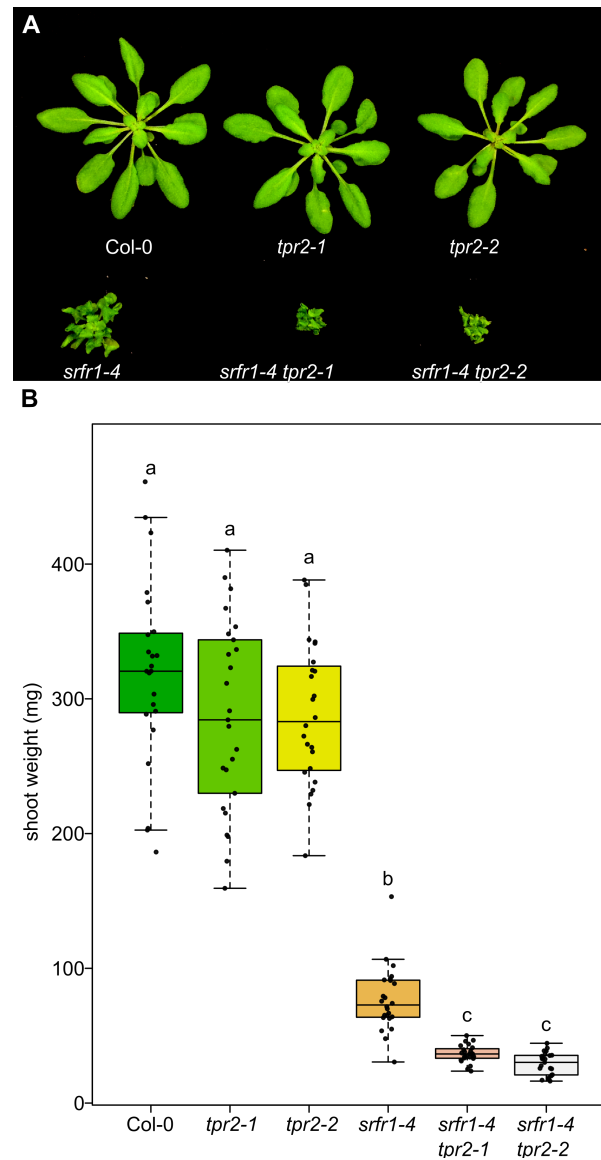 A
Col-0 tpr2-1 tpr2-2
srfr1-4 srfr1-4 tpr2-1 srfr1-4 tpr2-2
B
shoot weight (mg)
400
300
200
100
0
a
a
a
b
c
c
Col-0 tpr2-1 tpr2-2 srfr1-4 srfr1-4 srfr1-4
tpr2-1 tpr2-2